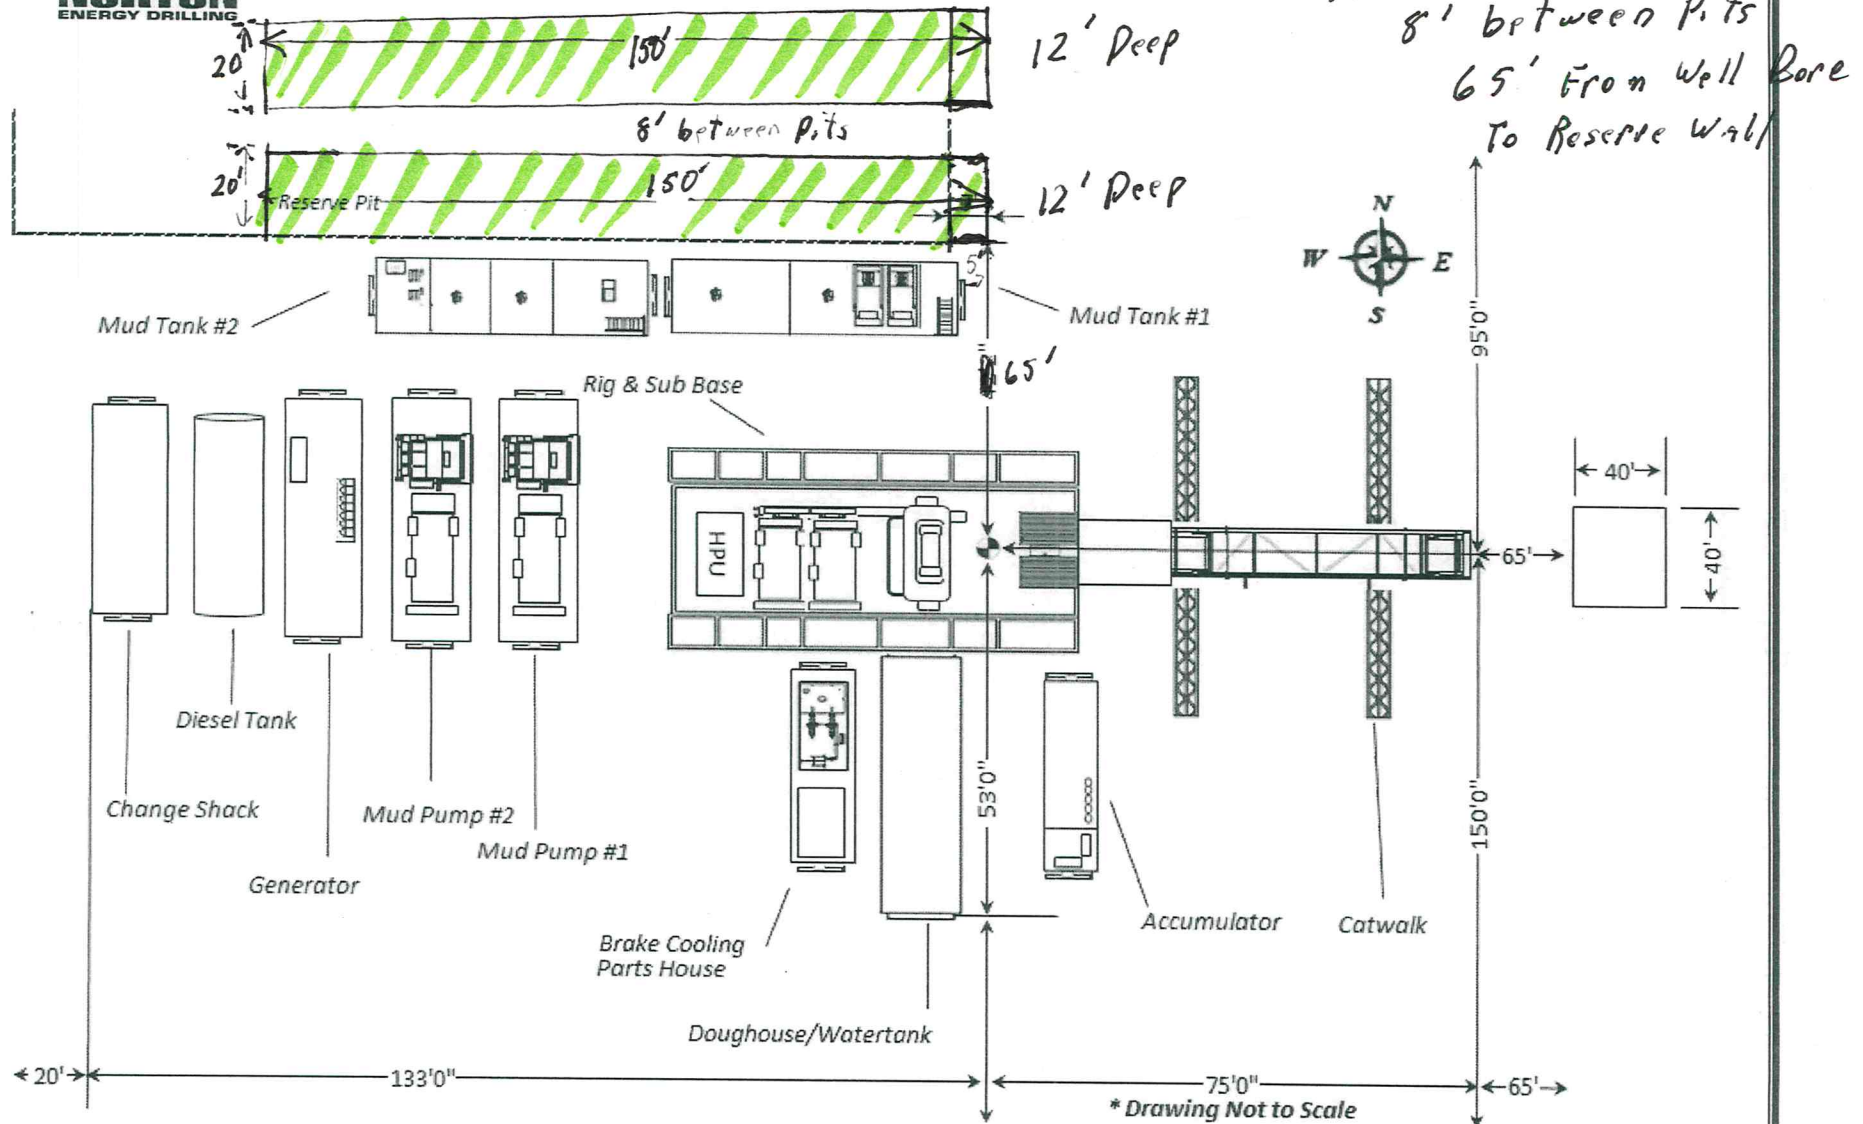 NORTON
ENERGY DRILLING
8' between Pits
65' From Well Bore
To Reserve Wall
20'
150'
12' Deep
8' between Pits
20'
150'
12' Deep
Reserve Pit
N
W E
S
5'
Mud Tank #2
Mud Tank #1
95'0"
65'
Rig & Sub Base
40'
HPU
65'
40'
Diesel Tank
Change Shack
Mud Pump #2
Mud Pump #1
Generator
53'0"
150'0"
Accumulator
Catwalk
Brake Cooling
Parts House
Doughouse/Watertank
20'
133'0"
75'0"
65'
* Drawing Not to Scale